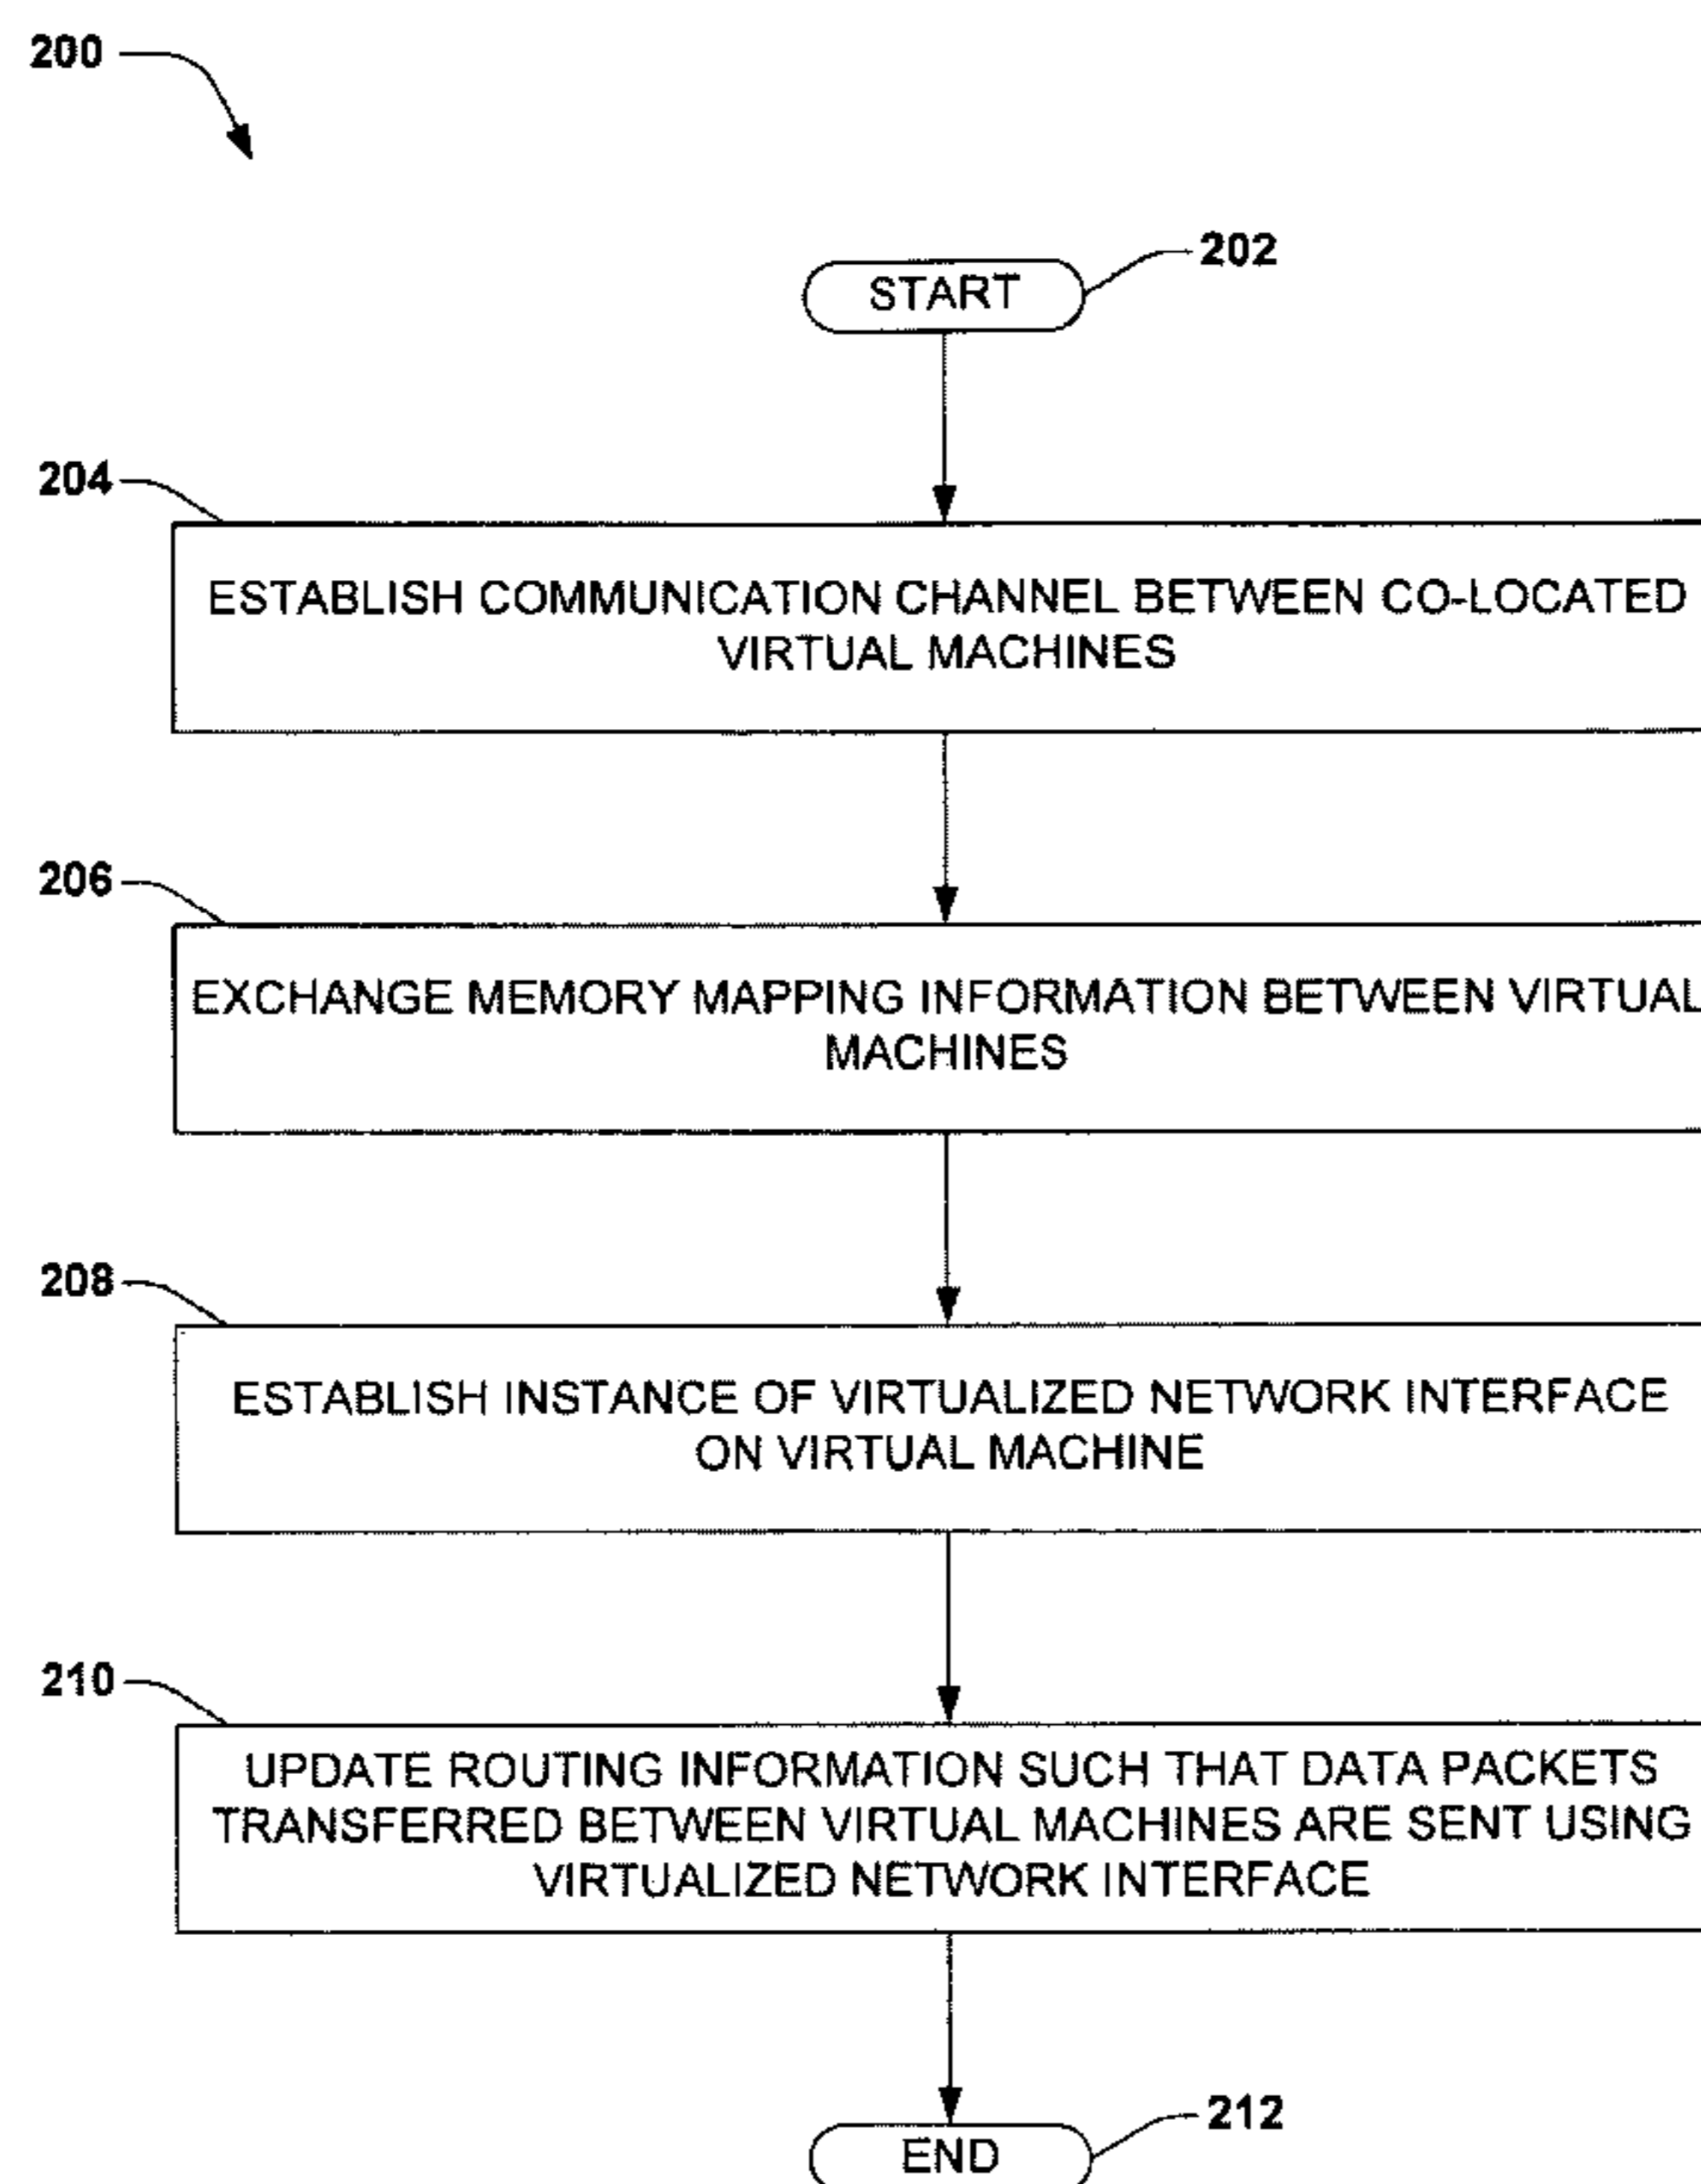 200
202
START
204
ESTABLISH COMMUNICATION CHANNEL BETWEEN CO-LOCATED
VIRTUAL MACHINES
206
EXCHANGE MEMORY MAPPING INFORMATION BETWEEN VIRTUAL
MACHINES
208
ESTABLISH INSTANCE OF VIRTUALIZED NETWORK INTERFACE
ON VIRTUAL MACHINE
210
UPDATE ROUTING INFORMATION SUCH THAT DATA PACKETS
TRANSFERRED BETWEEN VIRTUAL MACHINES ARE SENT USING
VIRTUALIZED NETWORK INTERFACE
212
END